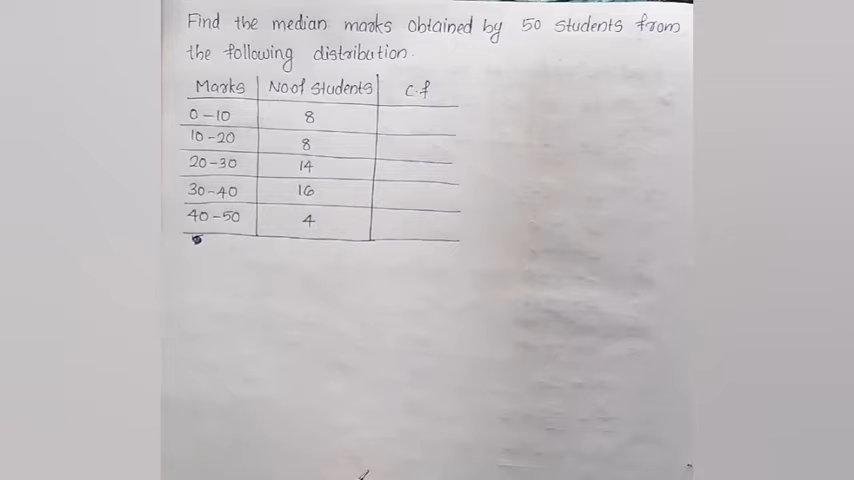 Find the median marks obtained by 50 students from
the following distribution.
Marks No of students C.f
0-10 8
10-20 8
20-30 14
30-40 16
40-50 4